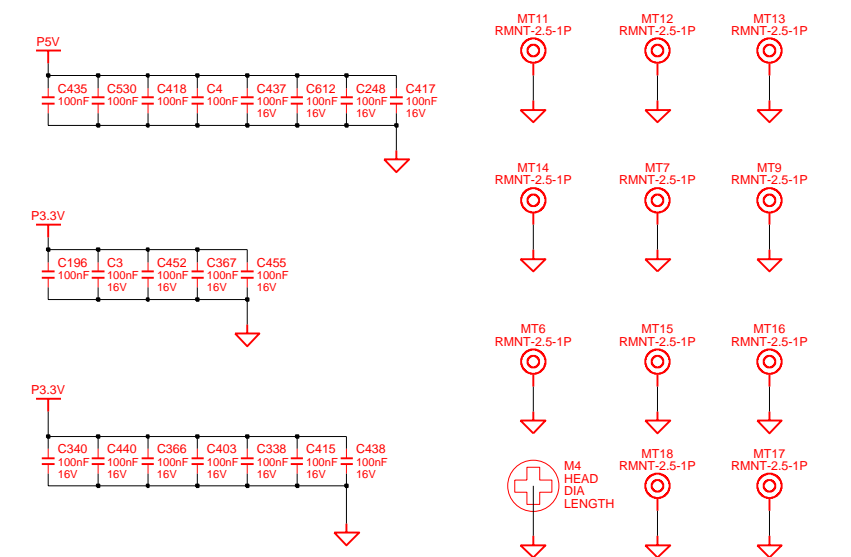 P5V
C435
100nF
C530
100nF
C418
100nF
C4
100nF
C437
100nF
16V
C612
100nF
16V
C248
100nF
16V
C417
100nF
16V
P3.3V
C196
100nF
C3
100nF
16V
C452
100nF
16V
C367
100nF
16V
C455
100nF
16V
P3.3V
C340
100nF
16V
C440
100nF
16V
C366
100nF
16V
C403
100nF
16V
C338
100nF
16V
C415
100nF
16V
C438
100nF
16V
MT11
RMNT-2.5-1P
MT12
RMNT-2.5-1P
MT13
RMNT-2.5-1P
MT14
RMNT-2.5-1P
MT7
RMNT-2.5-1P
MT9
RMNT-2.5-1P
MT6
RMNT-2.5-1P
MT15
RMNT-2.5-1P
MT16
RMNT-2.5-1P
M4
HEAD
DIA
LENGTH
MT18
RMNT-2.5-1P
MT17
RMNT-2.5-1P